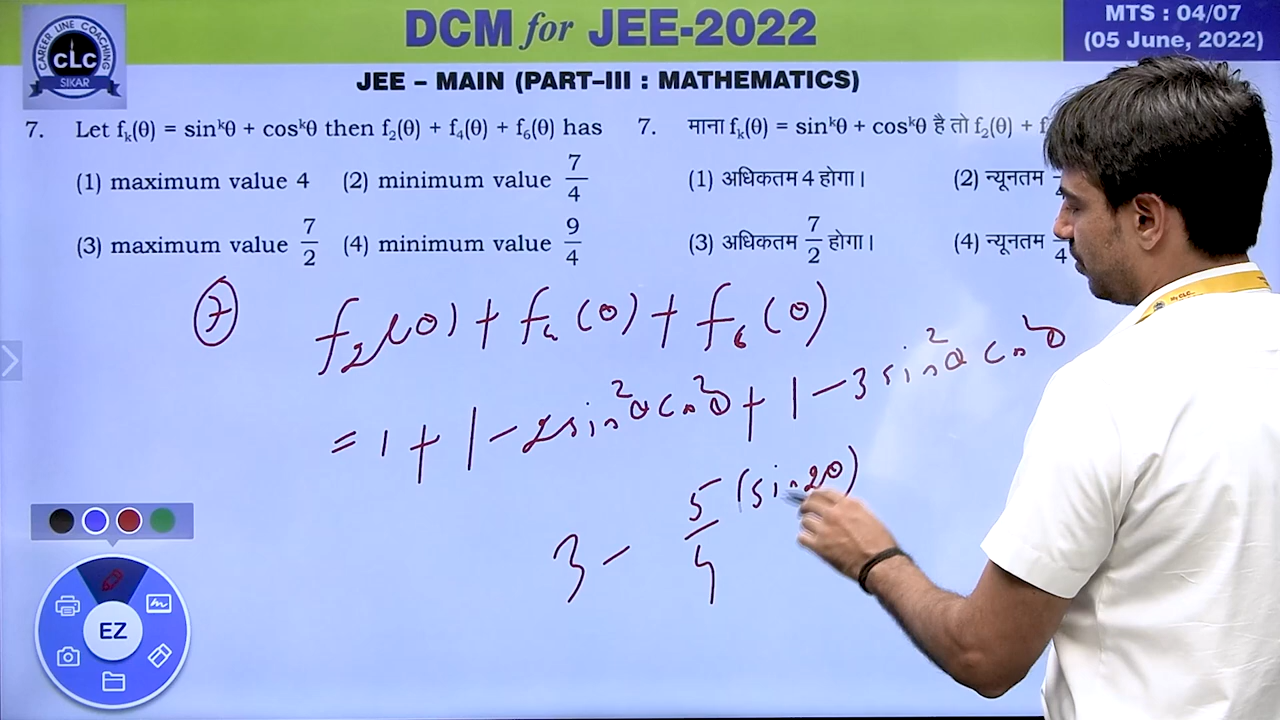 CAREER LINE COACHING
CLC
SIKAR
DCM for JEE-2022
MTS : 04/07
(05 June, 2022)
JEE – MAIN (PART–III : MATHEMATICS)
7. Let fₖ(θ) = sinᵏθ + cosᵏθ then f₂(θ) + f₄(θ) + f₆(θ) has
(1) maximum value 4 (2) minimum value 7/4
(3) maximum value 7/2 (4) minimum value 9/4
7. माना fₖ(θ) = sinᵏθ + cosᵏθ है तो f₂(θ) + f
(1) अधिकतम 4 होगा। (2) न्यूनतम
(3) अधिकतम 7/2 होगा। (4) न्यूनतम /4
7 f₂(θ) + f₄(θ) + f₆(θ)
= 1 + 1 – 2sin²θcos²θ + 1 – 3sin²θcos²θ
3 – 5/4 (sin2θ)
EZ